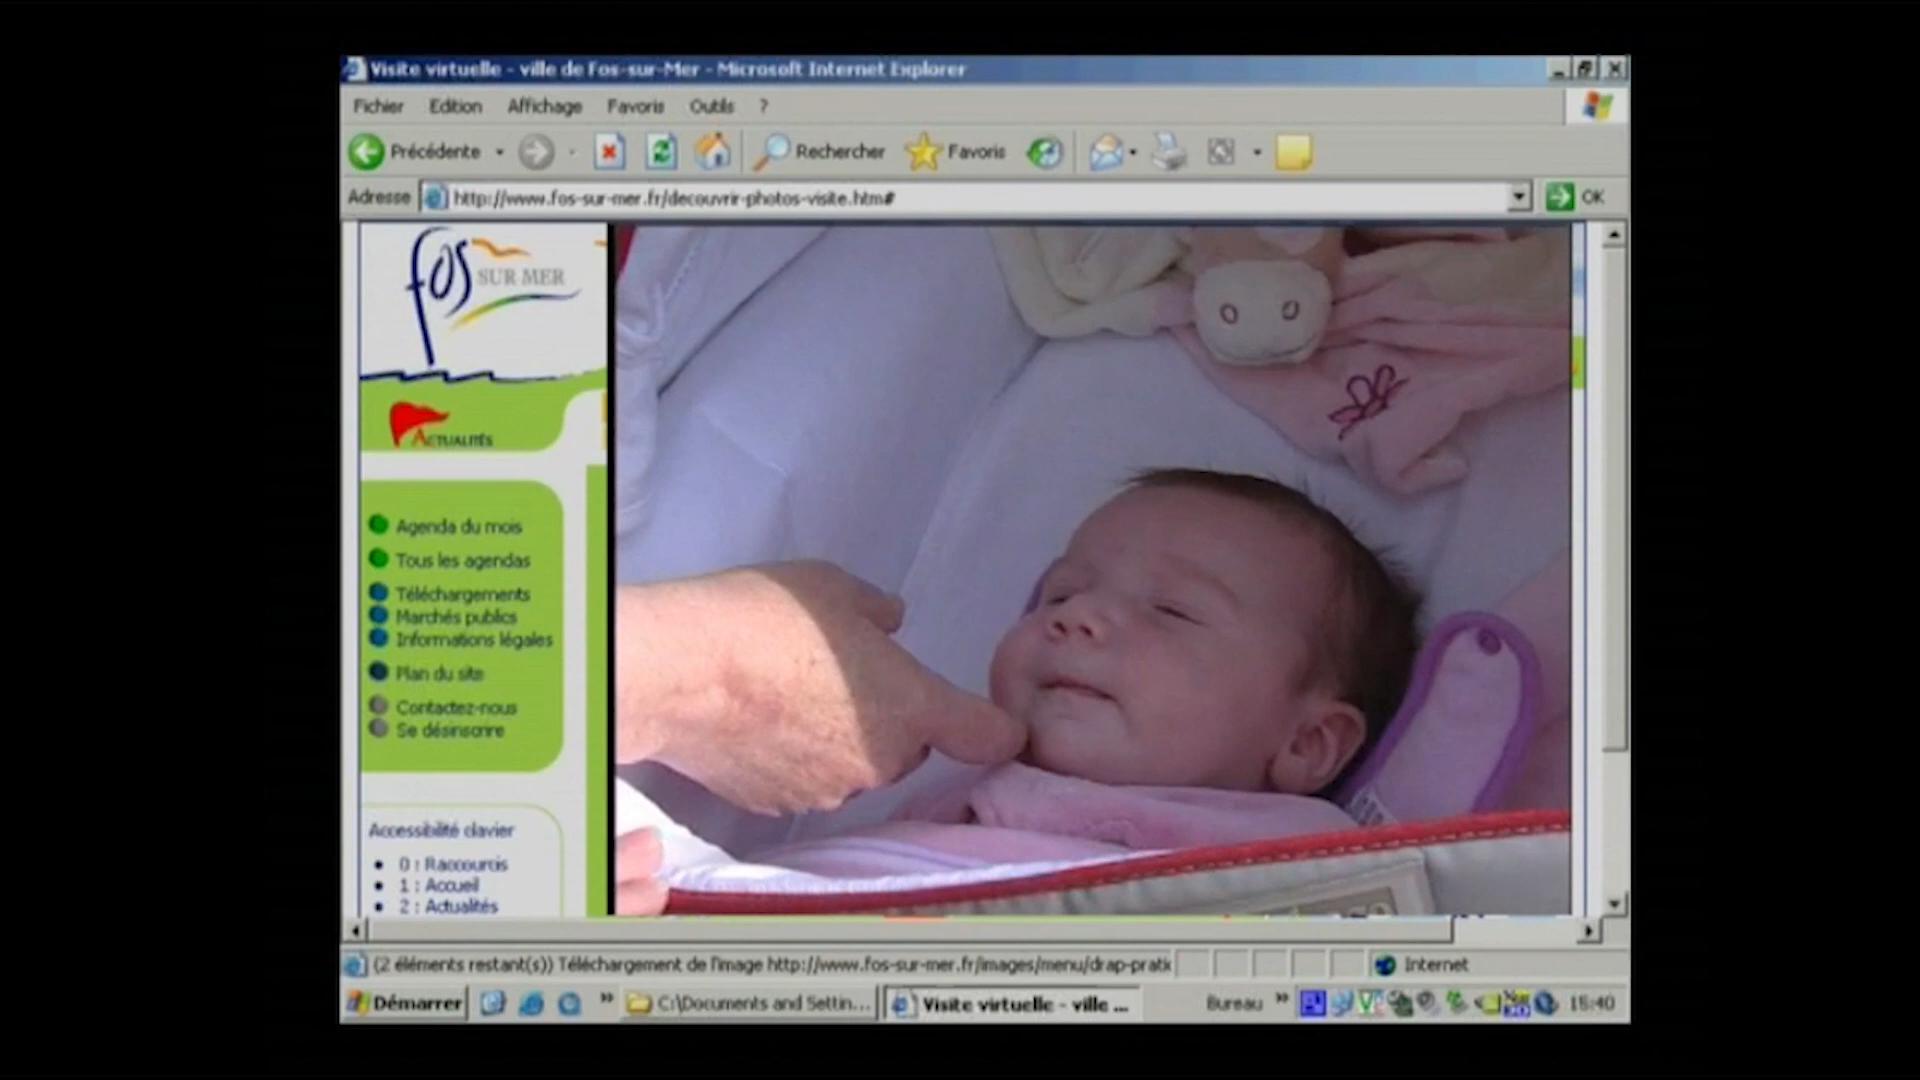 Visite virtuelle - ville de Fos-sur-Mer - Microsoft Internet Explorer
Fichier Edition Affichage Favoris Outils ?
Précédente Rechercher Favoris
Adresse http://www.fos-sur-mer.fr/decouvrir-photos-visite.htm# OK
fos SUR MER
Actualités
Agenda du mois
Tous les agendas
Téléchargements
Marchés publics
Informations légales
Plan du site
Contactez-nous
Se désinscrire
Accessibilité clavier
0 : Raccourcis
1 : Accueil
2 : Actualités
(2 éléments restant(s)) Téléchargement de l'image http://www.fos-sur-mer.fr/images/menu/drap-pratic Internet
Démarrer » C:\Documents and Settin... Visite virtuelle - ville ... Bureau » 15:40